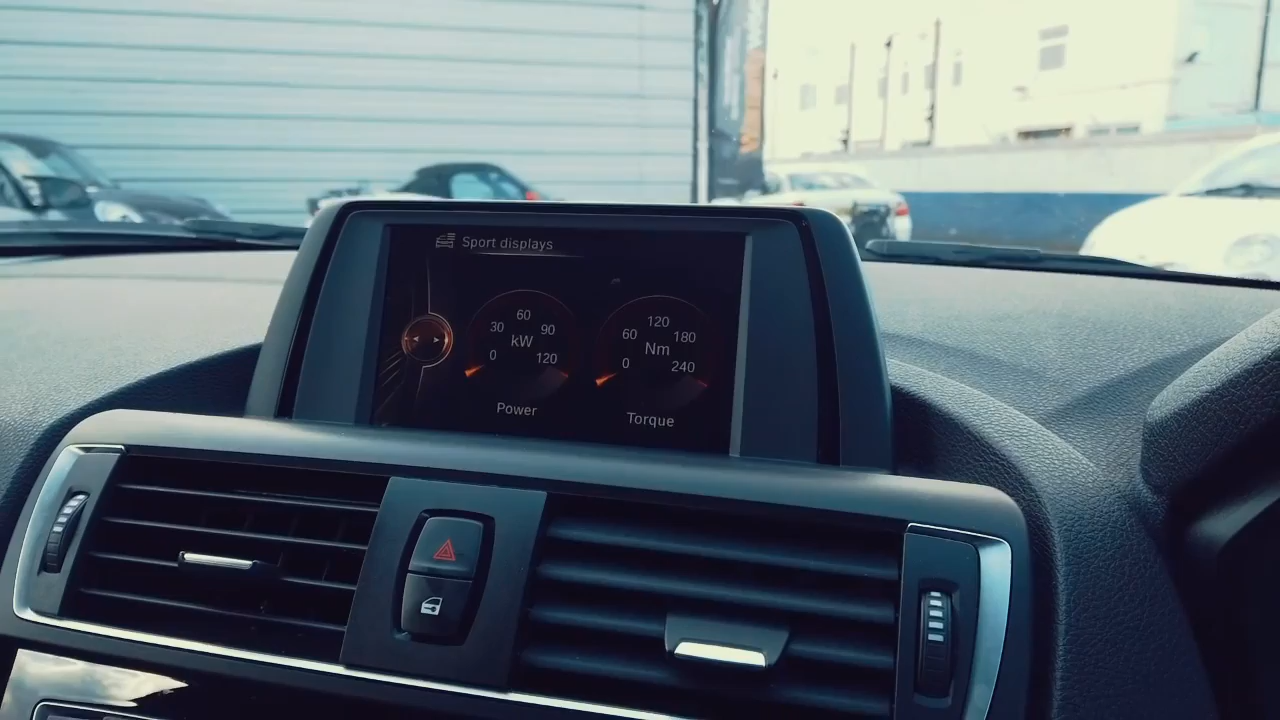 Sport displays
60
30 90
kW
0 120
Power
120
60 180
Nm
0 240
Torque